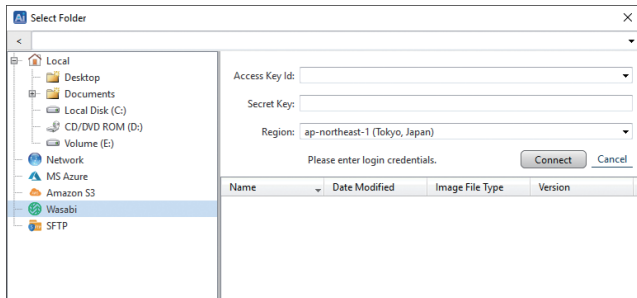 Ai Select Folder
<
Local
Desktop
Documents
Local Disk (C:)
CD/DVD ROM (D:)
Volume (E:)
Network
MS Azure
Amazon S3
Wasabi
SFTP
Access Key Id:
Secret Key:
Region: ap-northeast-1 (Tokyo, Japan)
Please enter login credentials. Connect Cancel
Name Date Modified Image File Type Version